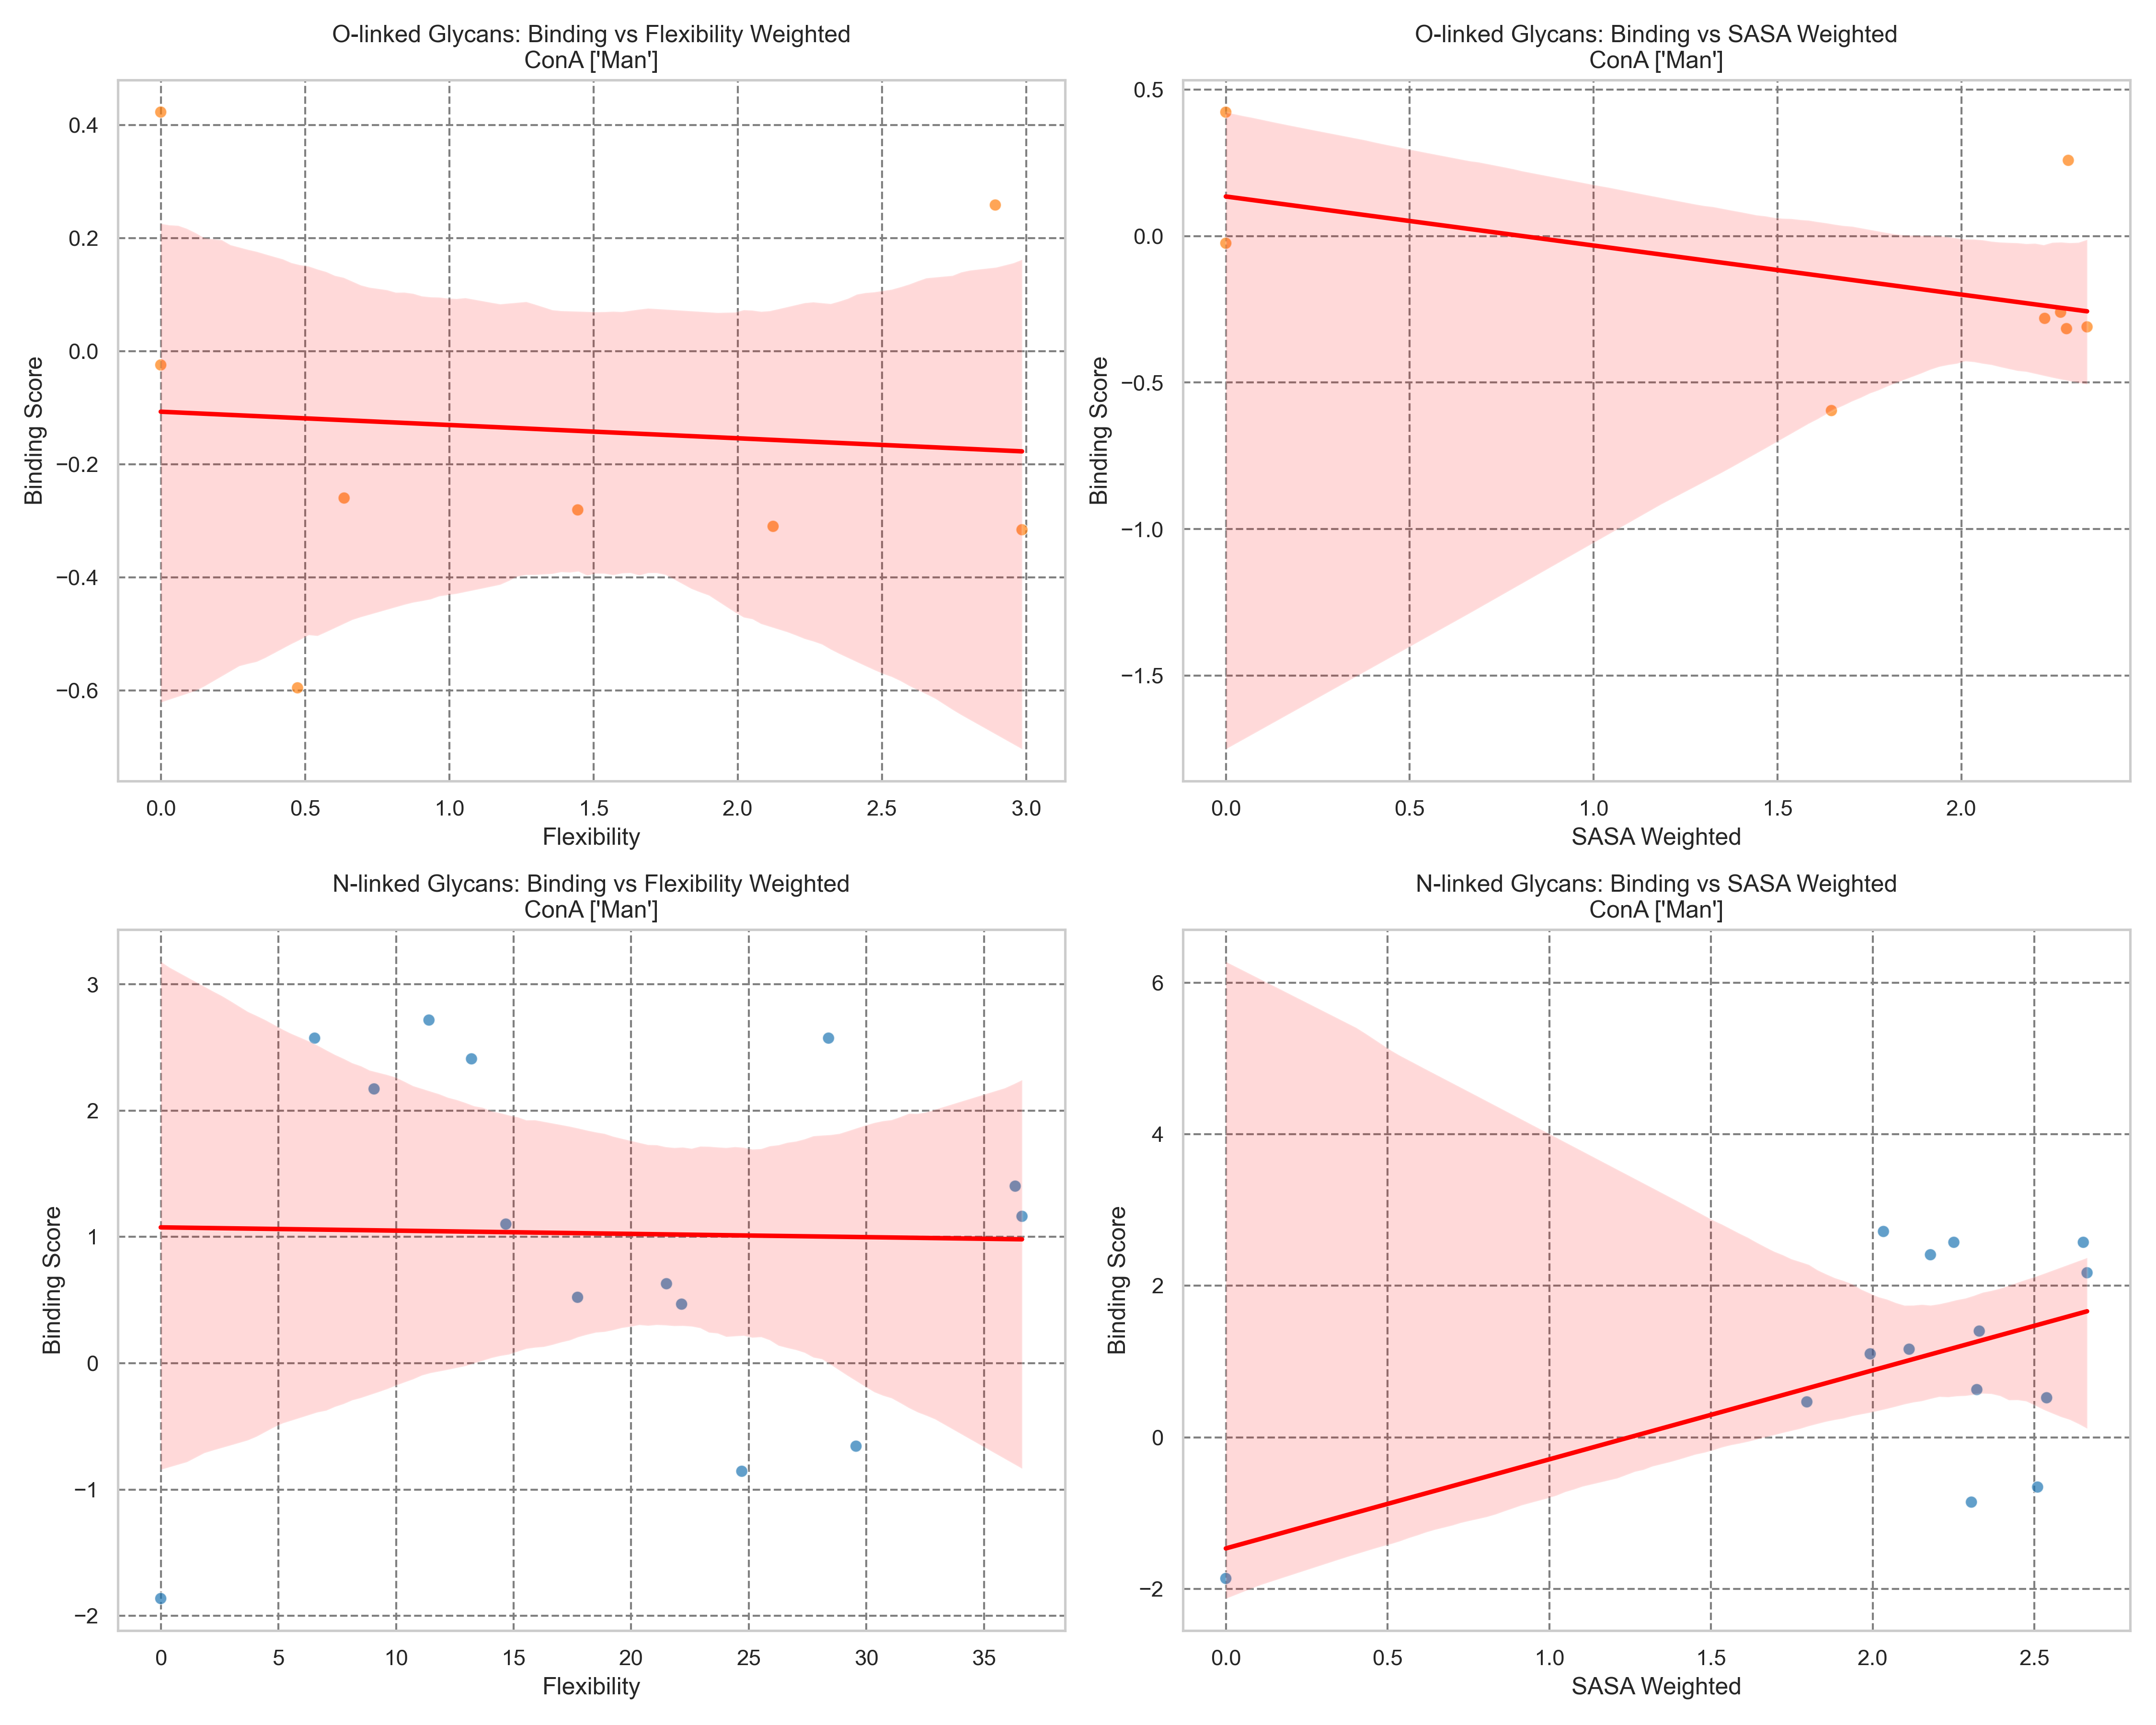 O-linked Glycans: Binding vs Flexibility Weighted
ConA ['Man']
Binding Score
0.4
0.2
0.0
−0.2
−0.4
−0.6
0.0 0.5 1.0 1.5 2.0 2.5 3.0
Flexibility
O-linked Glycans: Binding vs SASA Weighted
ConA ['Man']
Binding Score
0.5
0.0
−0.5
−1.0
−1.5
0.0 0.5 1.0 1.5 2.0
SASA Weighted
N-linked Glycans: Binding vs Flexibility Weighted
ConA ['Man']
Binding Score
3
2
1
0
−1
−2
0 5 10 15 20 25 30 35
Flexibility
N-linked Glycans: Binding vs SASA Weighted
ConA ['Man']
Binding Score
6
4
2
0
−2
0.0 0.5 1.0 1.5 2.0 2.5
SASA Weighted